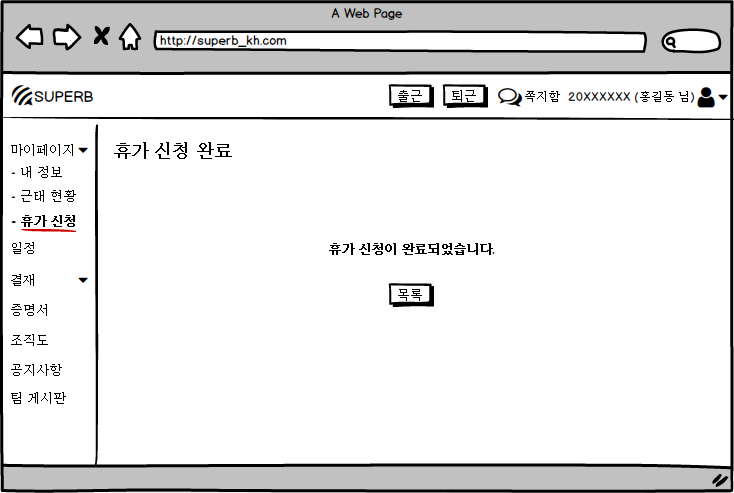 A Web Page
http://superb_kh.com
SUPERB
출근 퇴근 쪽지함 20XXXXXX (홍길동 님)
마이페이지
- 내 정보
- 근태 현황
- 휴가 신청
일정
결재
증명서
조직도
공지사항
팀 게시판
휴가 신청 완료
휴가 신청이 완료되었습니다.
목록